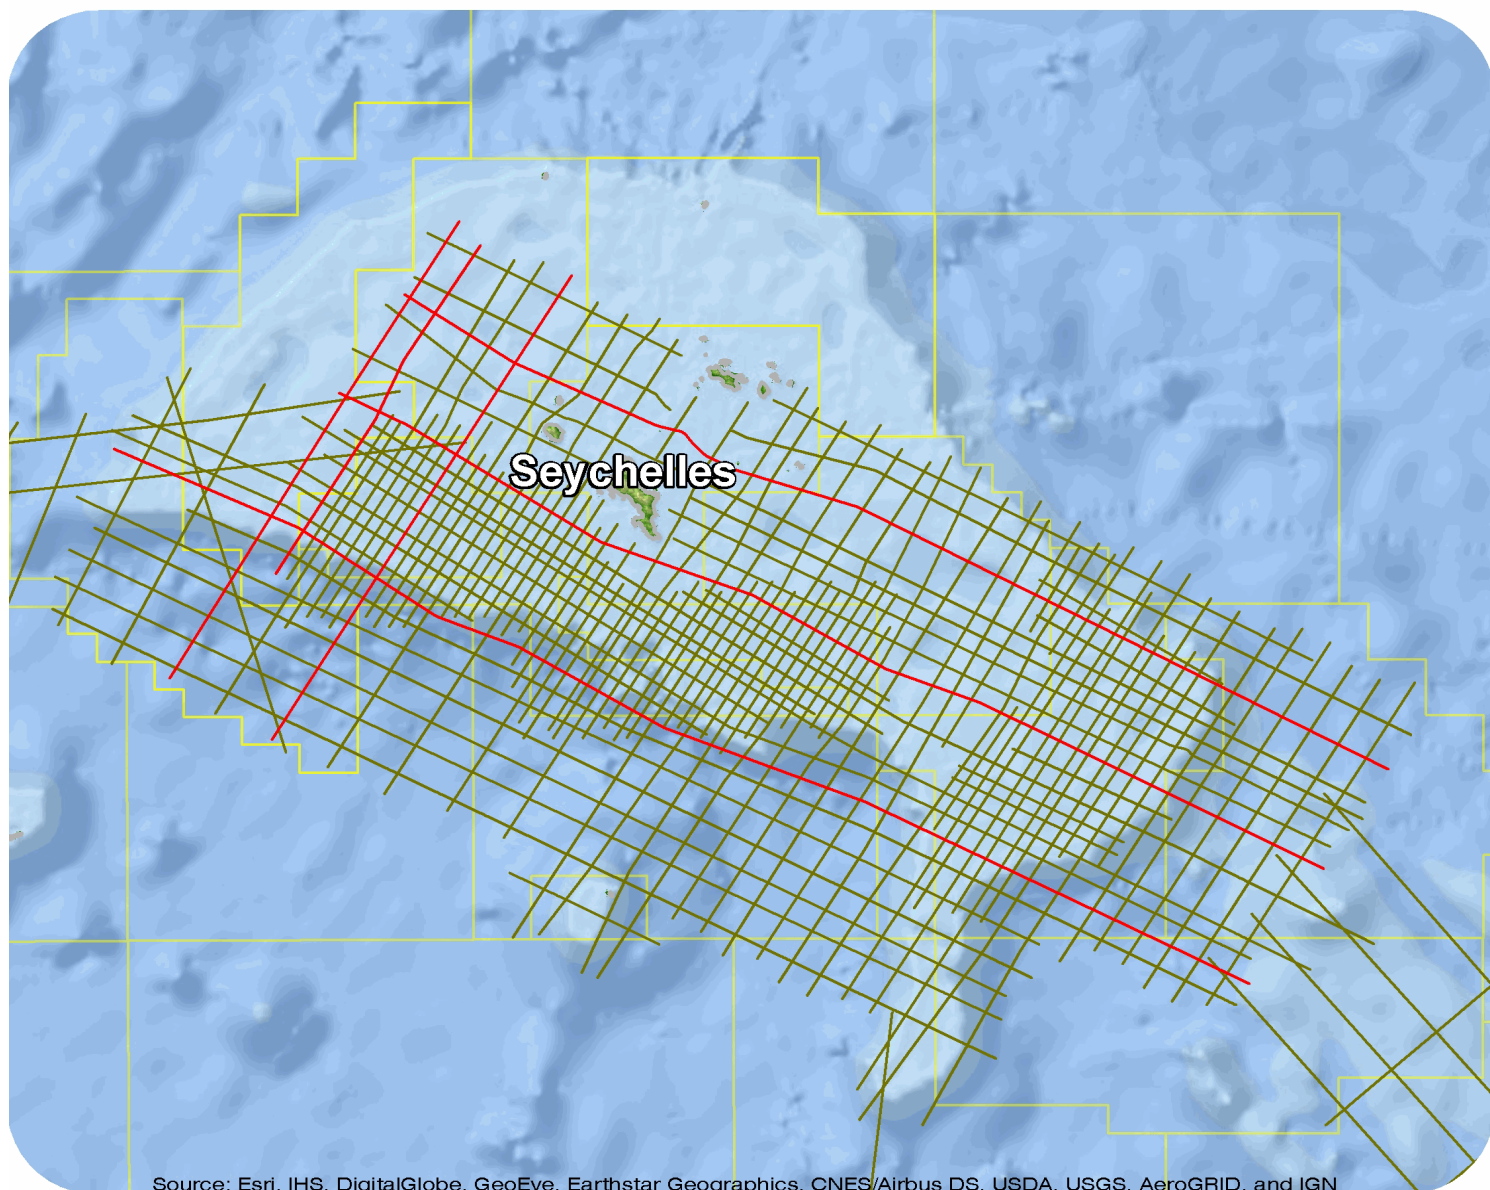 Seychelles
Source: Esri, IHS, DigitalGlobe, GeoEye, Earthstar Geographics, CNES/Airbus DS, USDA, USGS, AeroGRID, and IGN